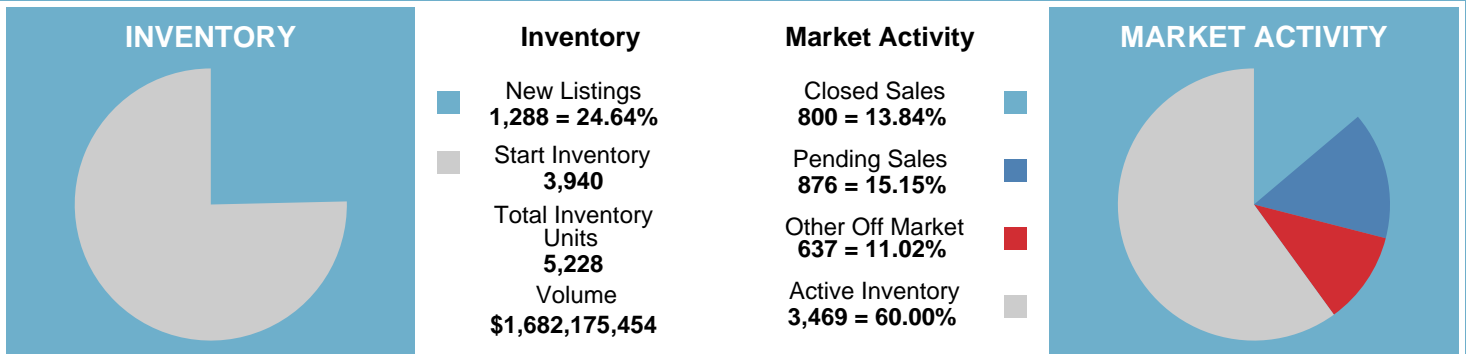 INVENTORY
Inventory
New Listings
1,288 = 24.64%
Start Inventory
3,940
Total Inventory
Units
5,228
Volume
$1,682,175,454
Market Activity
Closed Sales
800 = 13.84%
Pending Sales
876 = 15.15%
Other Off Market
637 = 11.02%
Active Inventory
3,469 = 60.00%
MARKET ACTIVITY